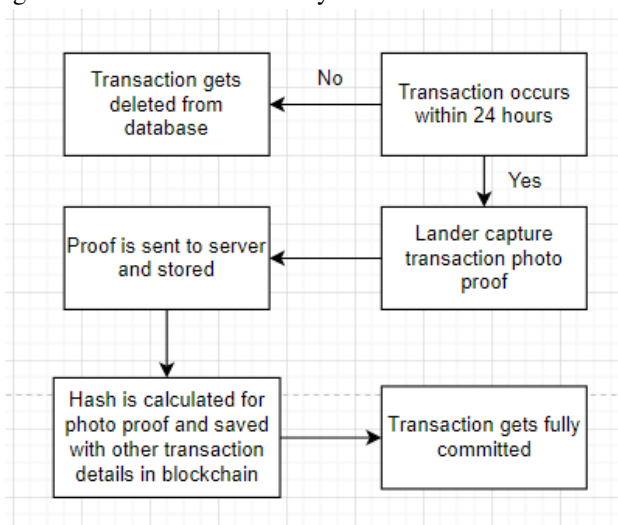 Transaction gets
deleted from
database
No
Transaction occurs
within 24 hours
Yes
Lander capture
transaction photo
proof
Proof is sent to server
and stored
Hash is calculated for
photo proof and saved
with other transaction
details in blockchain
Transaction gets fully
committed